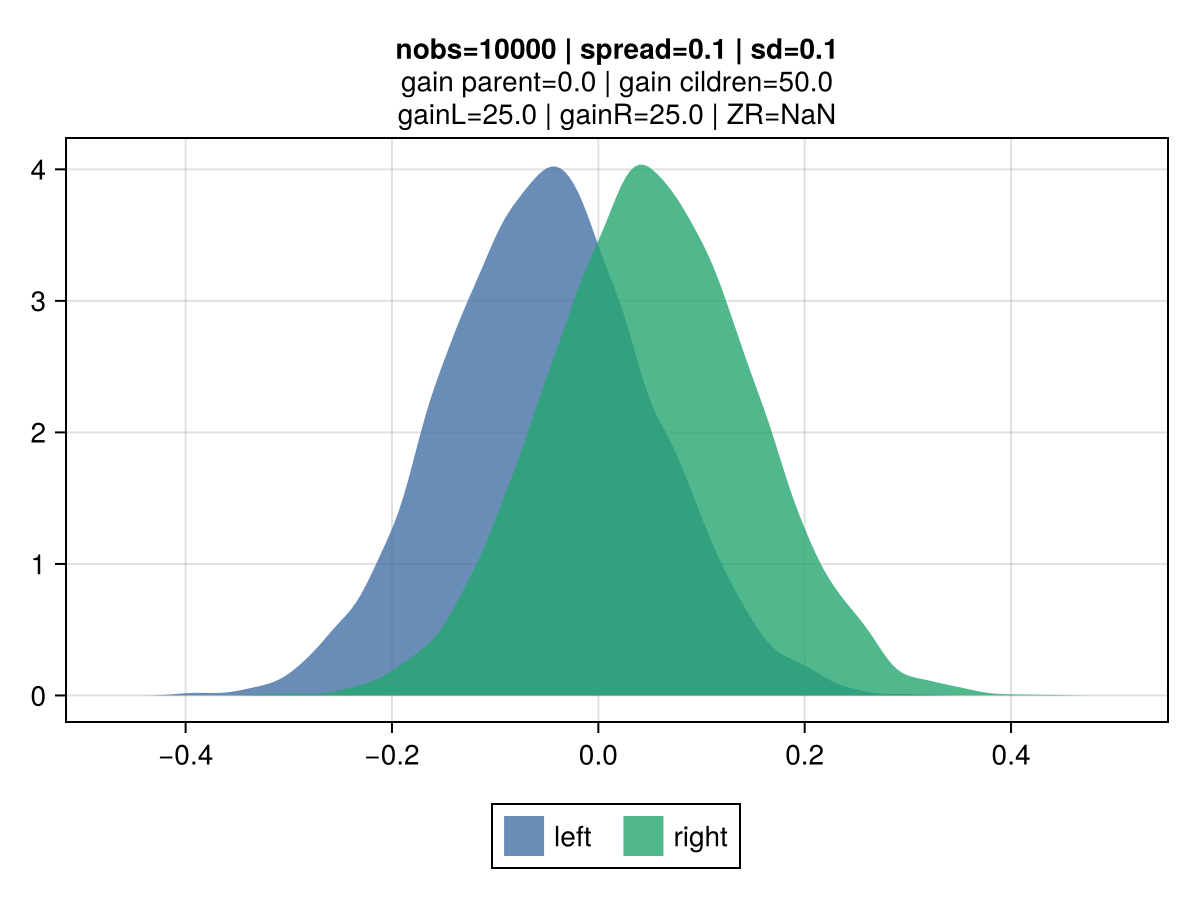 nobs=10000 | spread=0.1 | sd=0.1
gain parent=0.0 | gain cildren=50.0
gainL=25.0 | gainR=25.0 | ZR=NaN
4
3
2
1
0
−0.4 −0.2 0.0 0.2 0.4
left right